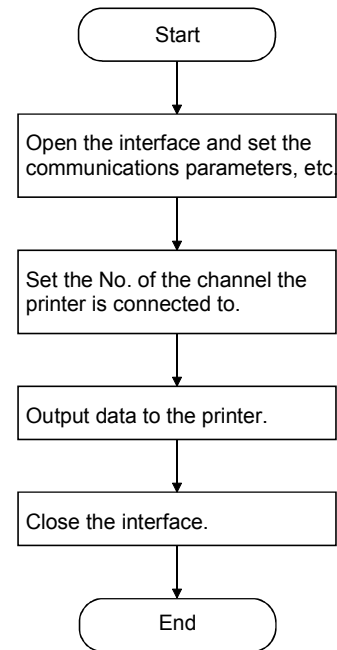 Start
Open the interface and set the
communications parameters, etc.
Set the No. of the channel the
printer is connected to.
Output data to the printer.
Close the interface.
End